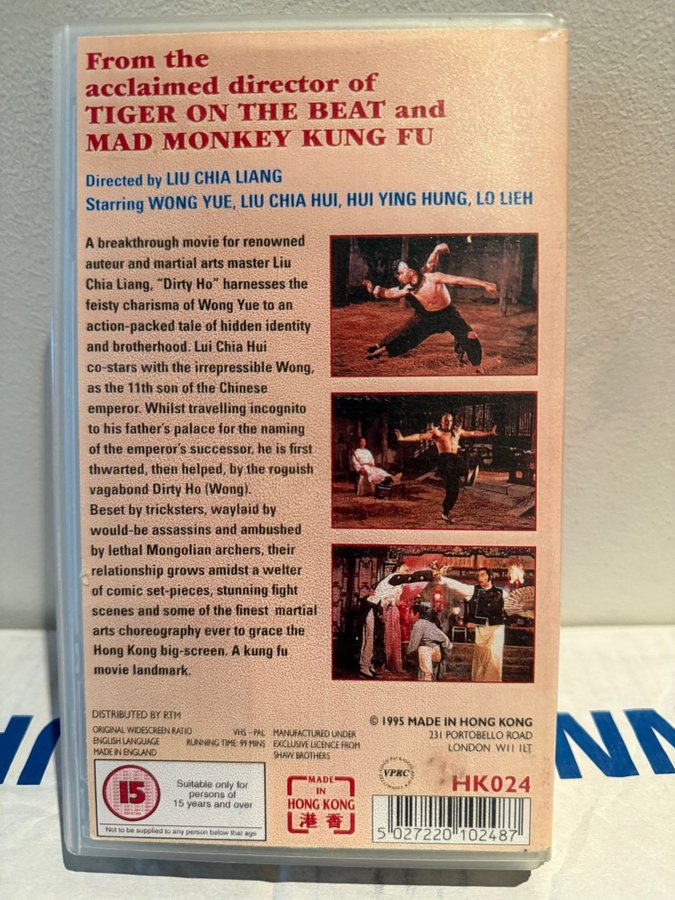 From the
acclaimed director of
TIGER ON THE BEAT and
MAD MONKEY KUNG FU
Directed by LIU CHIA LIANG
Starring WONG YUE, LIU CHIA HUI, HUI YING HUNG, LO LIEH
A breakthrough movie for renowned
auteur and martial arts master Liu
Chia Liang, "Dirty Ho" harnesses the
feisty charisma of Wong Yue to an
action-packed tale of hidden identity
and brotherhood. Lui Chia Hui
co-stars with the irrepressible Wong,
as the 11th son of the Chinese
emperor. Whilst travelling incognito
to his father's palace for the naming
of the emperor's successor, he is first
thwarted, then helped, by the roguish
vagabond Dirty Ho (Wong).
Beset by tricksters, waylaid by
would-be assassins and ambushed
by lethal Mongolian archers, their
relationship grows amidst a welter
of comic set-pieces, stunning fight
scenes and some of the finest martial
arts choreography ever to grace the
Hong Kong big-screen. A kung fu
movie landmark.
DISTRIBUTED BY RTM
ORIGINAL WIDESCREEN RATIO
ENGLISH LANGUAGE
MADE IN ENGLAND
VHS - PAL
RUNNING TIME: 99 MINS
MANUFACTURED UNDER
EXCLUSIVE LICENCE FROM
SHAW BROTHERS
© 1995 MADE IN HONG KONG
231 PORTOBELLO ROAD
LONDON W11 1LT
15
Suitable only for
persons of
15 years and over
Not to be supplied to any person below that age
MADE
IN
HONG KONG
港香
VPRC
HK024
5 027220 102487